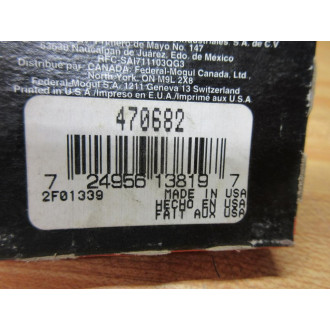 Primero de Mayo No. 147
53530 Naucalpan de Juárez, Edo. de Mexico
RFC-SAI711103QG3
Distribué par: CANADA: Federal-Mogul Canada, Ltd.,
North York, ON M9L 2X8
Federal-Mogul S.A. 1211 Geneva 13 Switzerland
Printed in U.S.A./Impreso en E.U.A./Imprimé aux U.S.A.
470682
7 24956 13819 7
2F01339
MADE IN USA
HECHO EN USA
FAIT AUX USA